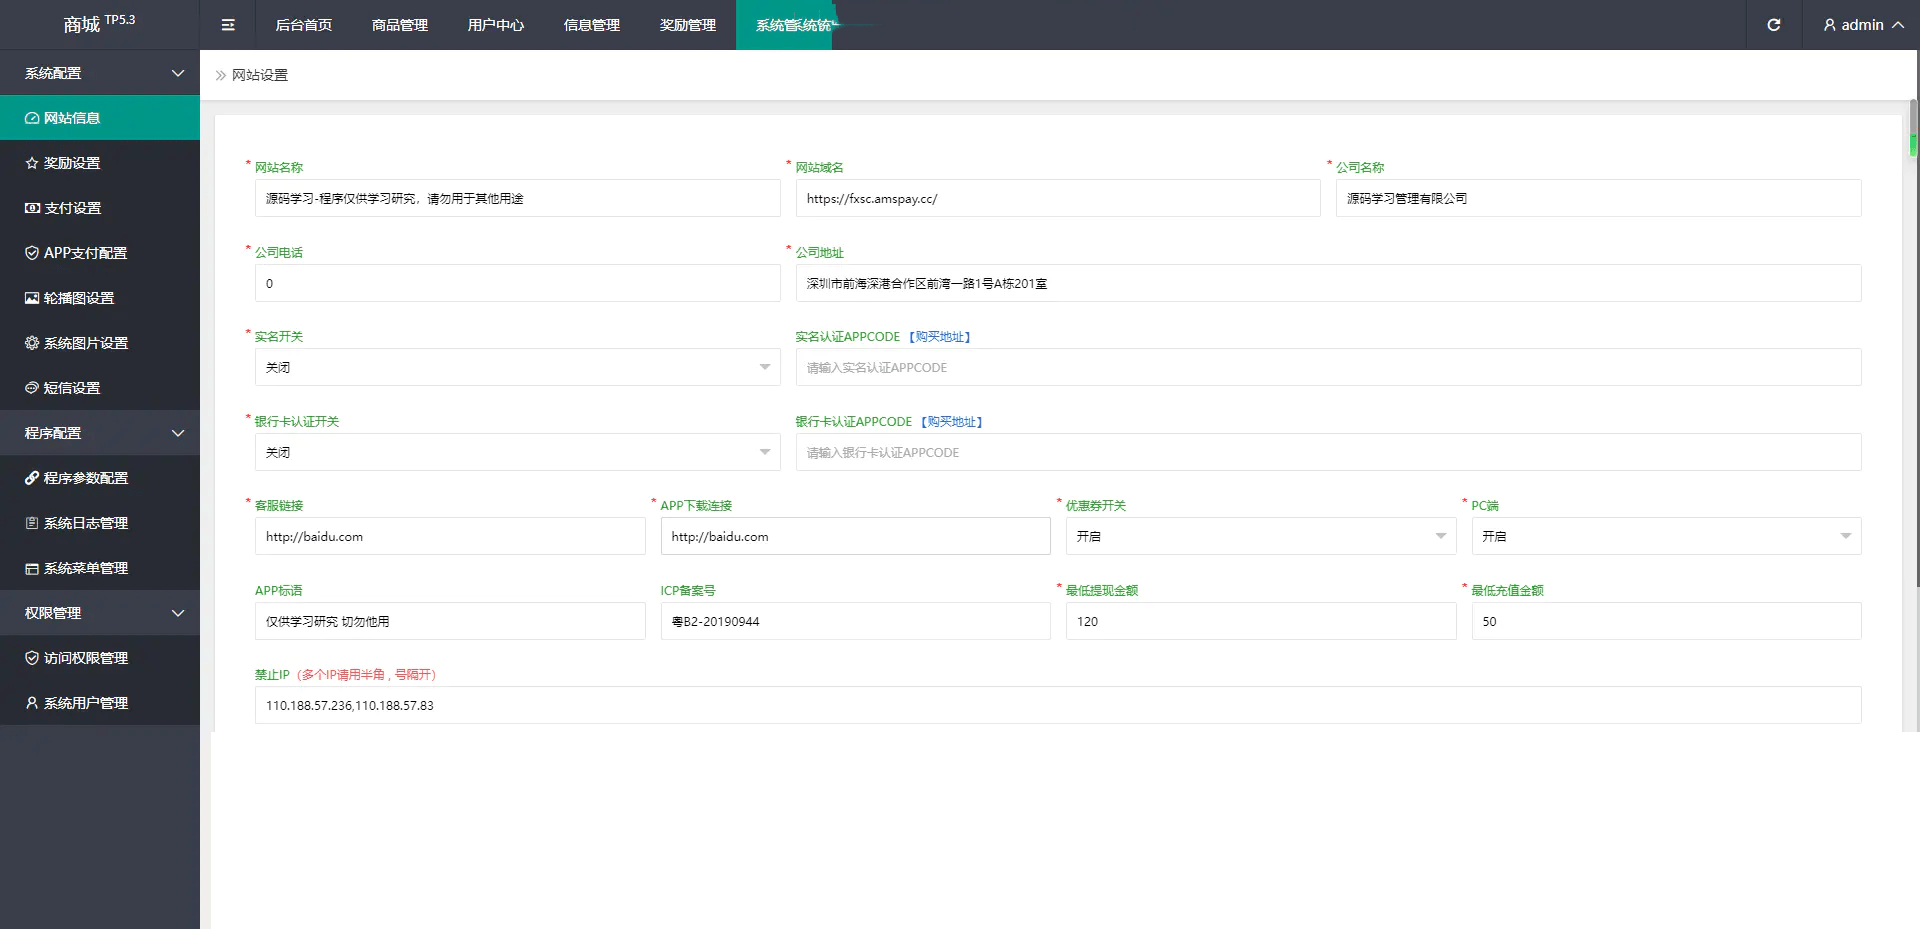 商城 TP5.3
后台首页 商品管理 用户中心 信息管理 奖励管理 系统管系统
admin
系统配置
网站信息
奖励设置
支付设置
APP支付配置
轮播图设置
系统图片设置
短信设置
程序配置
程序参数配置
系统日志管理
系统菜单管理
权限管理
访问权限管理
系统用户管理
网站设置
* 网站名称 * 网站域名 * 公司名称
源码学习-程序仅供学习研究，请勿用于其他用途 https://fxsc.amspay.cc/ 源码学习管理有限公司
* 公司电话 * 公司地址
0 深圳市前海深港合作区前湾一路1号A栋201室
* 实名开关 实名认证APPCODE 【购买地址】
关闭 请输入实名认证APPCODE
* 银行卡认证开关 银行卡认证APPCODE 【购买地址】
关闭 请输入银行卡认证APPCODE
* 客服链接 * APP下载连接 * 优惠券开关 * PC端
http://baidu.com http://baidu.com 开启 开启
APP标语 ICP备案号 * 最低提现金额 * 最低充值金额
仅供学习研究 切勿他用 粤B2-20190944 120 50
禁止IP（多个IP请用半角 , 号隔开）
110.188.57.236,110.188.57.83